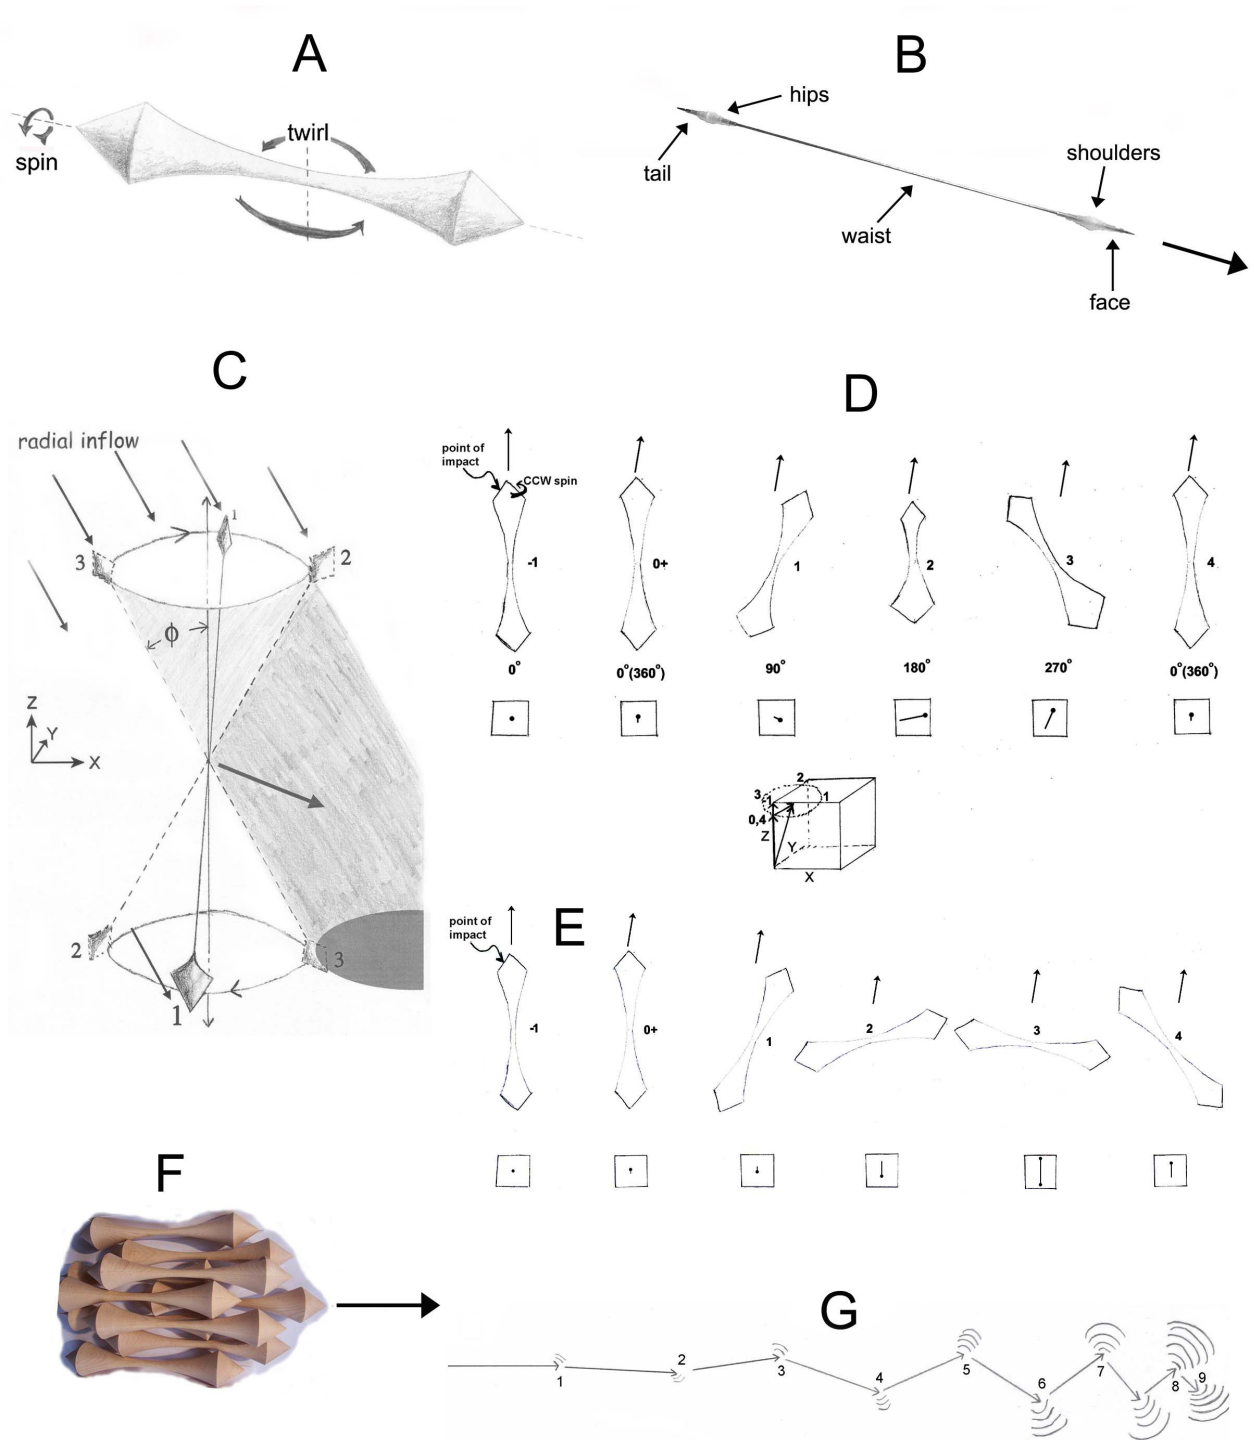 A
spin
twirl
B
hips
tail
waist
shoulders
face
C
radial inflow
1
2
3
ϕ
Z
Y
X
2
3
1
D
point of
impact
CCW spin
-1
0+
1
2
3
4
0°
0°(360°)
90°
180°
270°
0°(360°)
2
3
-1
1
0,4
Z
Y
X
E
point of
impact
-1
0+
1
2
3
4
F
G
1
2
3
4
5
6
7
8
9